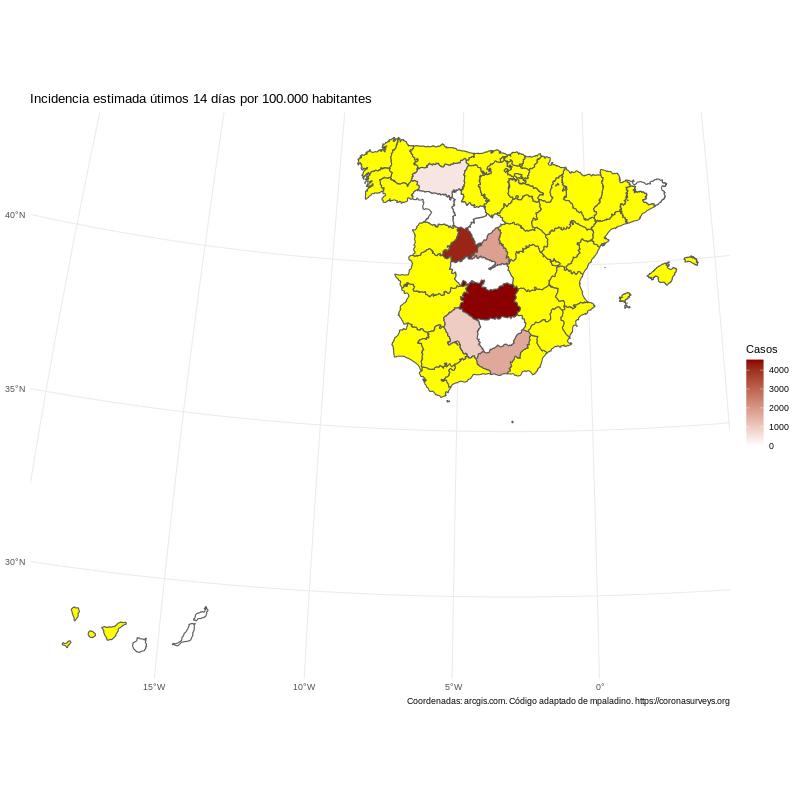 Incidencia estimada útimos 14 días por 100.000 habitantes
40°N
35°N
30°N
15°W
10°W
5°W
0°
Casos
4000
3000
2000
1000
0
Coordenadas: arcgis.com. Código adaptado de mpaladino. https://coronasurveys.org